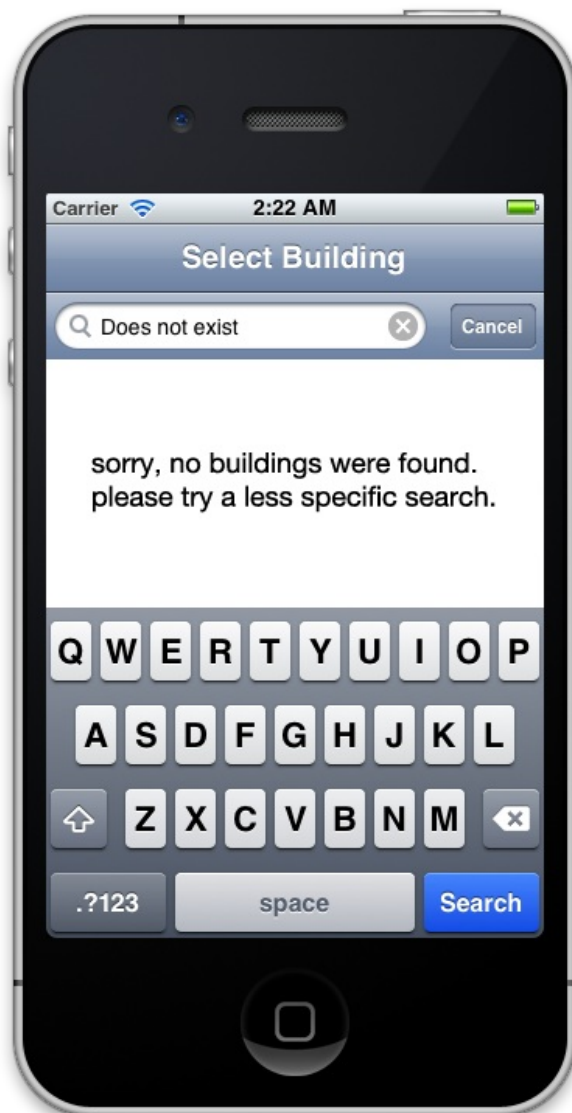 Carrier 2:22 AM
Select Building
Does not exist Cancel
sorry, no buildings were found.
please try a less specific search.
Q W E R T Y U I O P
A S D F G H J K L
Z X C V B N M
.?123 space Search